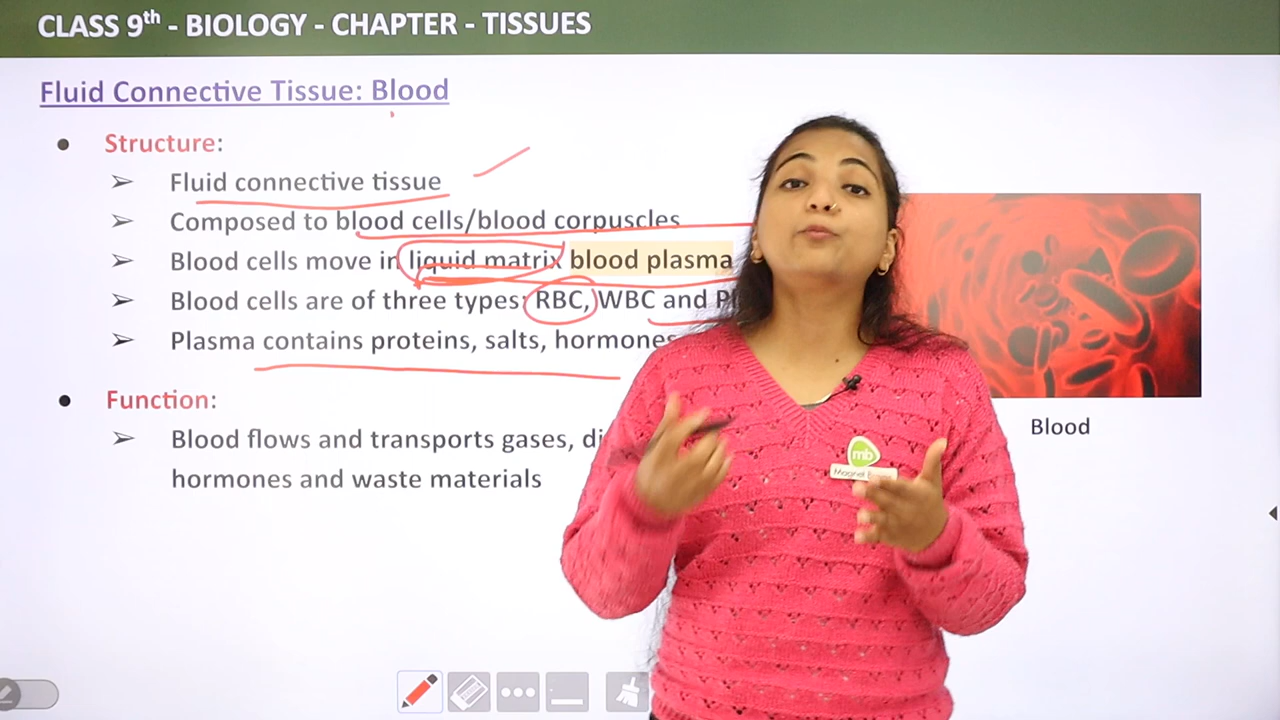 CLASS 9th - BIOLOGY - CHAPTER - TISSUES
Fluid Connective Tissue: Blood
Structure:
Fluid connective tissue
Composed to blood cells/blood corpuscles
Blood cells move in liquid matrix blood plasma
Blood cells are of three types: RBC, WBC and
Plasma contains proteins, salts, hormones
Function:
Blood flows and transports gases,
hormones and waste materials
Blood
mb